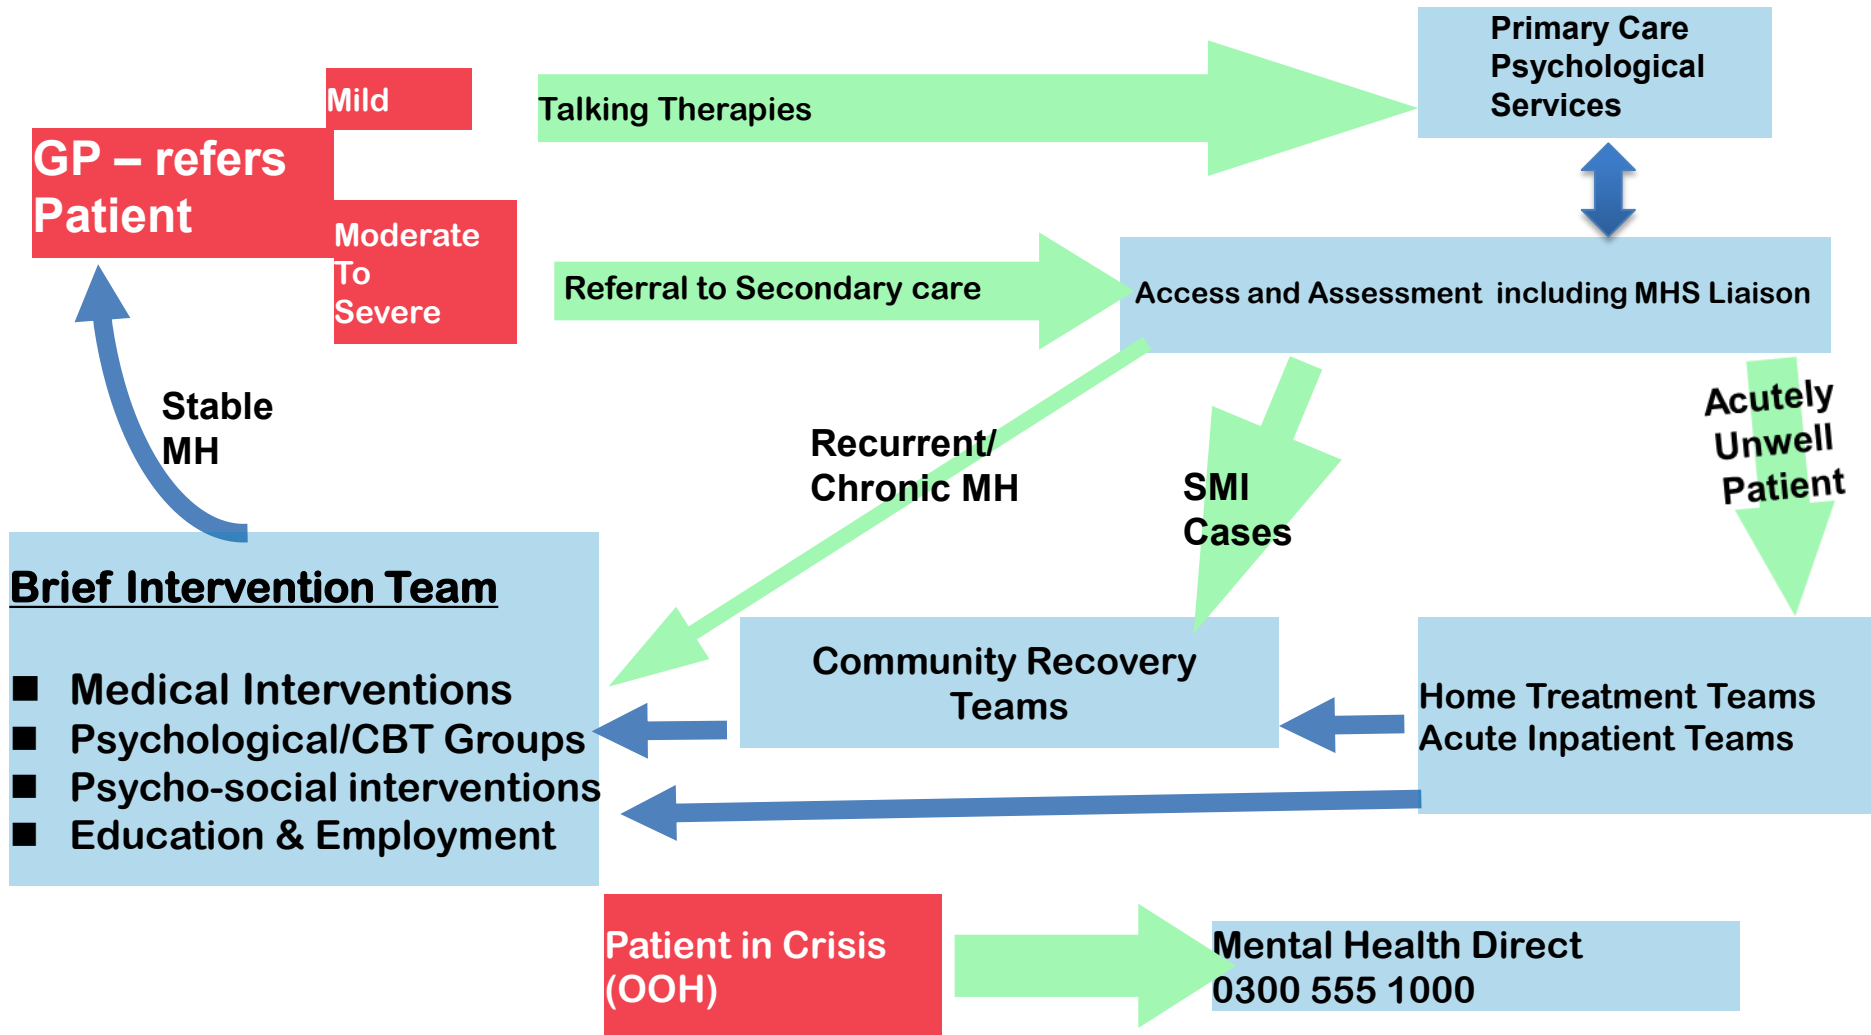 Primary Care
Psychological
Services
Mild
Talking Therapies
GP – refers
Patient
Moderate
To
Severe
Referral to Secondary care
Access and Assessment including MHS Liaison
Stable
MH
Recurrent/
Chronic MH
SMI
Cases
Acutely
Unwell
Patient
Brief Intervention Team
■ Medical Interventions
■ Psychological/CBT Groups
■ Psycho-social interventions
■ Education & Employment
Community Recovery
Teams
Home Treatment Teams
Acute Inpatient Teams
Patient in Crisis
(OOH)
Mental Health Direct
0300 555 1000